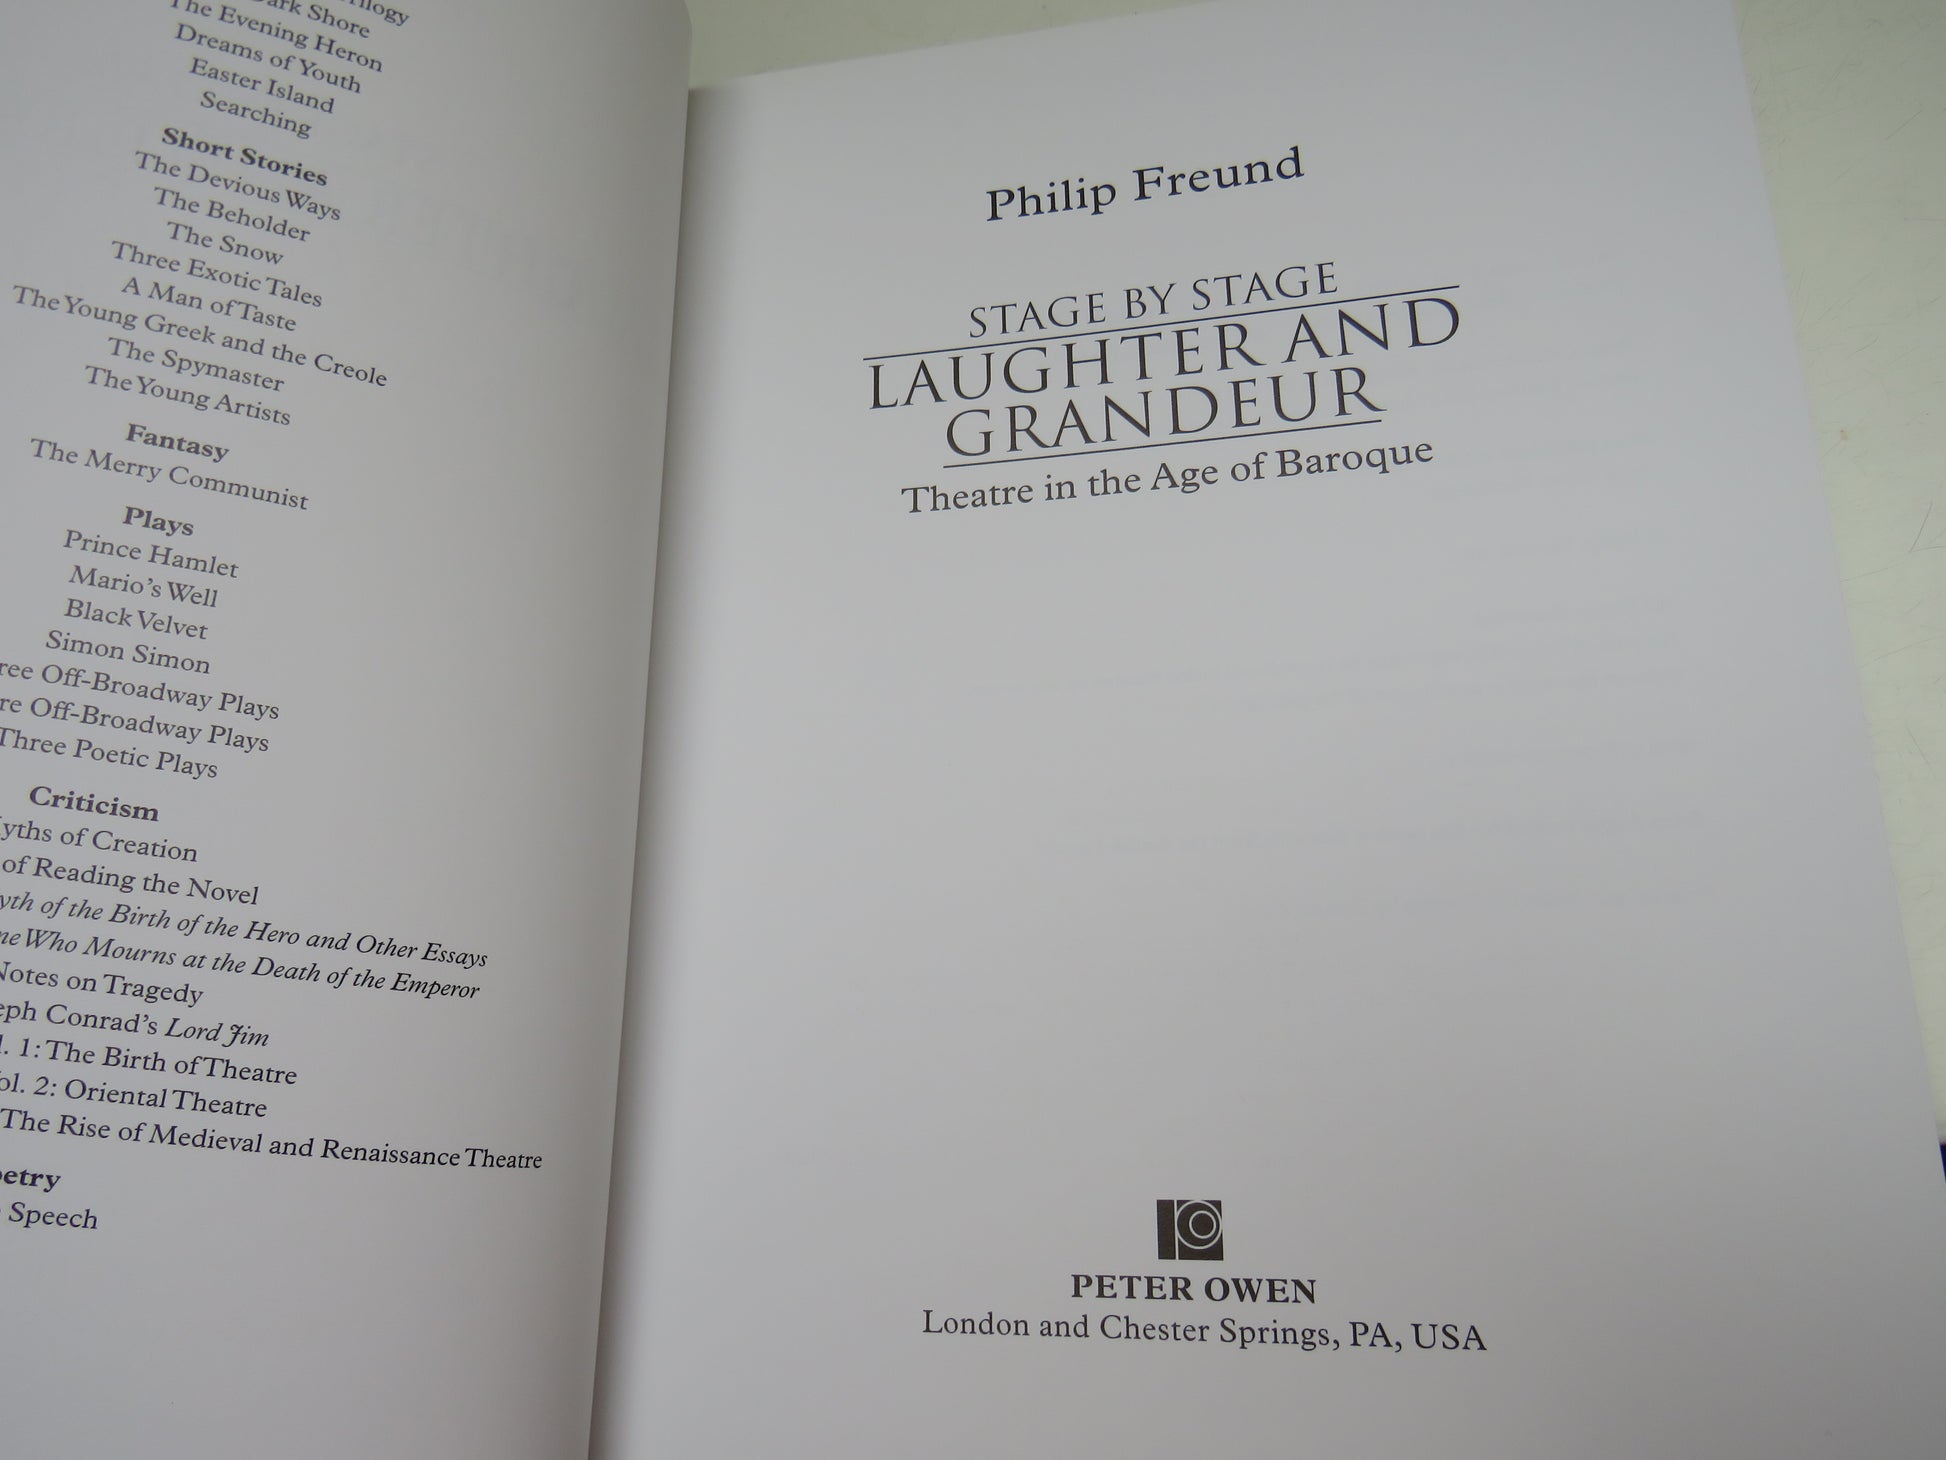 The Evening Heron
Dark Shore
Dreams of Youth
Easter Island
Searching
Short Stories
The Devious Ways
The Beholder
The Snow
Three Exotic Tales
A Man of Taste
The Young Greek and the Creole
The Spymaster
The Young Artists
Fantasy
The Merry Communist
Plays
Prince Hamlet
Mario's Well
Black Velvet
Simon Simon
Off-Broadway Plays
Off-Broadway Plays
Three Poetic Plays
Criticism
of Creation
of Reading the Novel
of the Birth of the Hero and Other Essays
Who Mourns at the Death of the Emperor
Notes on Tragedy
Conrad's Lord Jim
1: The Birth of Theatre
2: Oriental Theatre
The Rise of Medieval and Renaissance Theatre
Speech
Philip Freund
STAGE BY STAGE
LAUGHTER AND
GRANDEUR
Theatre in the Age of Baroque
PETER OWEN
London and Chester Springs, PA, USA